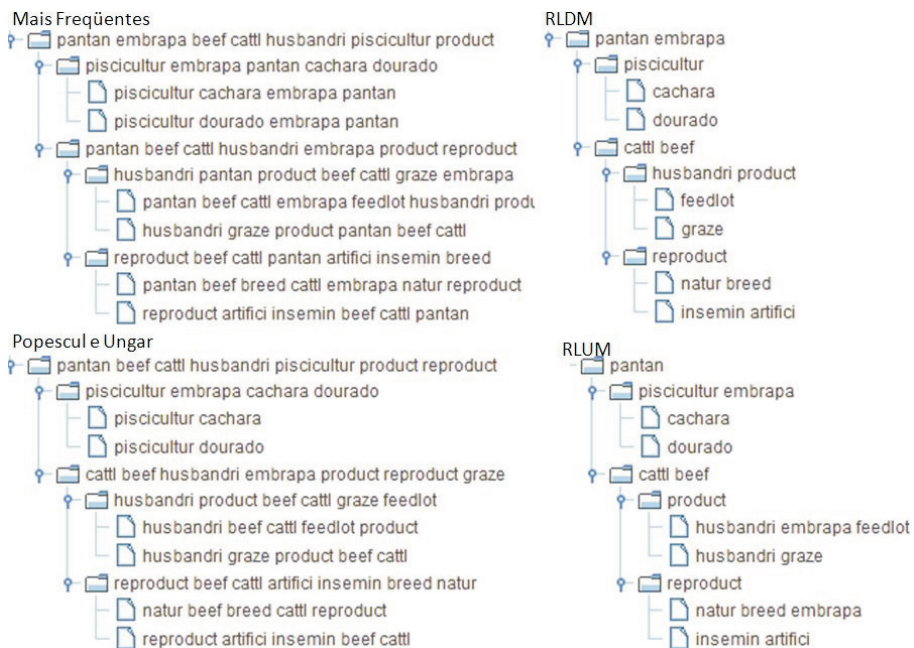 Mais Freqüentes
pantan embrapa beef cattl husbandri piscicultur product
piscicultur embrapa pantan cachara dourado
piscicultur cachara embrapa pantan
piscicultur dourado embrapa pantan
pantan beef cattl husbandri embrapa product reproduct
husbandri pantan product beef cattl graze embrapa
pantan beef cattl embrapa feedlot husbandri produ
husbandri graze product pantan beef cattl
reproduct beef cattl pantan artifici insemin breed
pantan beef breed cattl embrapa natur reproduct
reproduct artifici insemin beef cattl pantan
RLDM
pantan embrapa
piscicultur
cachara
dourado
cattl beef
husbandri product
feedlot
graze
reproduct
natur breed
insemin artifici
Popescul e Ungar
pantan beef cattl husbandri piscicultur product reproduct
piscicultur embrapa cachara dourado
piscicultur cachara
piscicultur dourado
cattl beef husbandri embrapa product reproduct graze
husbandri product beef cattl graze feedlot
husbandri beef cattl feedlot product
husbandri graze product beef cattl
reproduct beef cattl artifici insemin breed natur
natur beef breed cattl reproduct
reproduct artifici insemin beef cattl
RLUM
pantan
piscicultur embrapa
cachara
dourado
cattl beef
product
husbandri embrapa feedlot
husbandri graze
reproduct
natur breed embrapa
insemin artifici